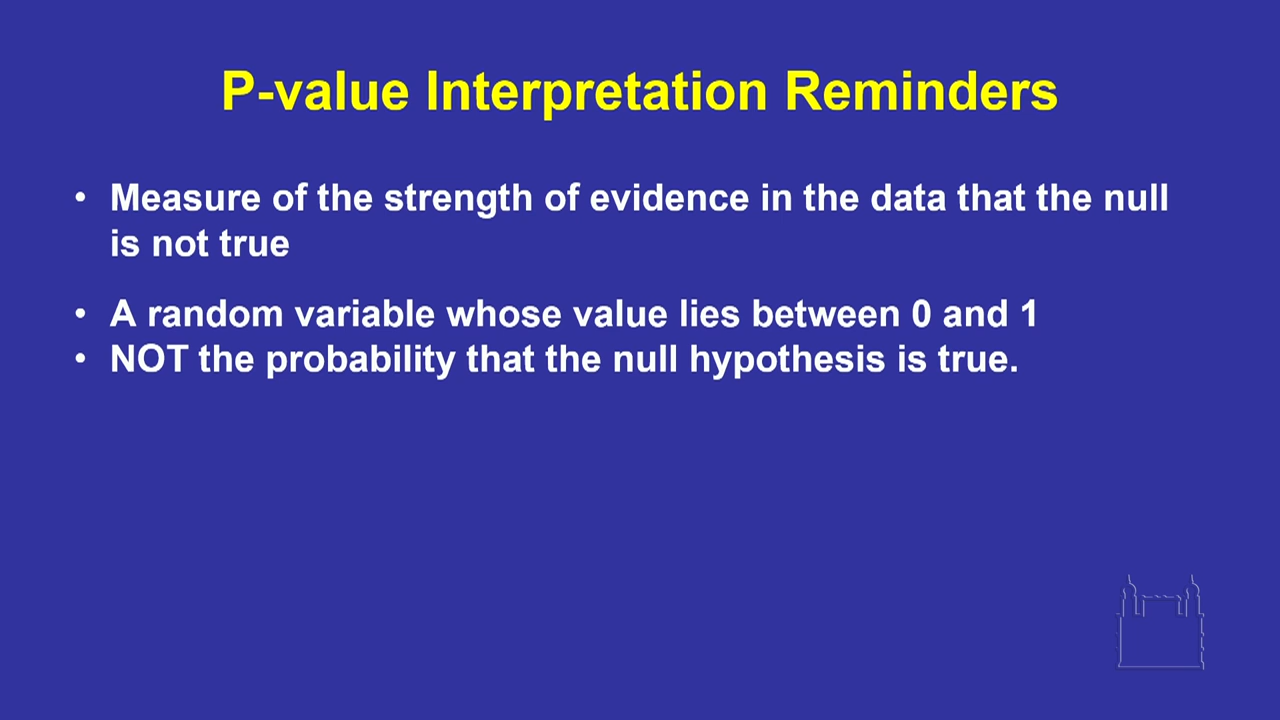 P-value Interpretation Reminders
• Measure of the strength of evidence in the data that the null
is not true
• A random variable whose value lies between 0 and 1
• NOT the probability that the null hypothesis is true.